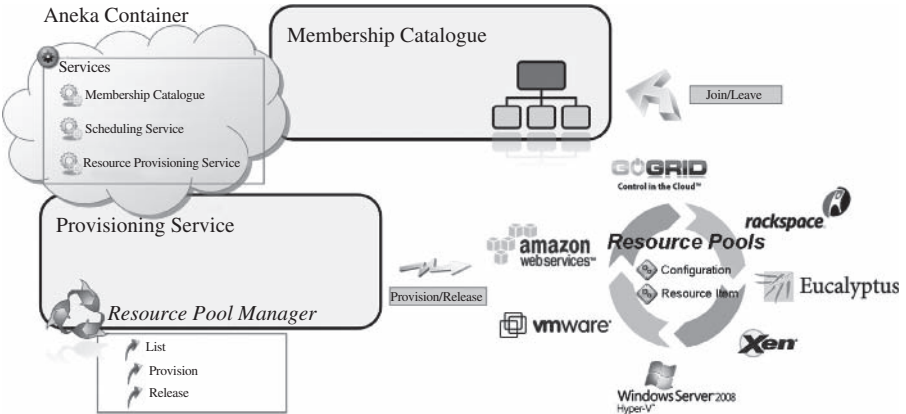 Aneka Container
Membership Catalogue
Services
Membership Catalogue
Scheduling Service
Resource Provisioning Service
Join/Leave
GOGRID
Control in the Cloud™
Provisioning Service
rackspace
amazon
webservices™
Resource Pools
Configuration
Resource Item
Eucalyptus
Provision/Release
Resource Pool Manager
vmware®
Xen™
List
Provision
Release
Windows Server 2008
Hyper-V™